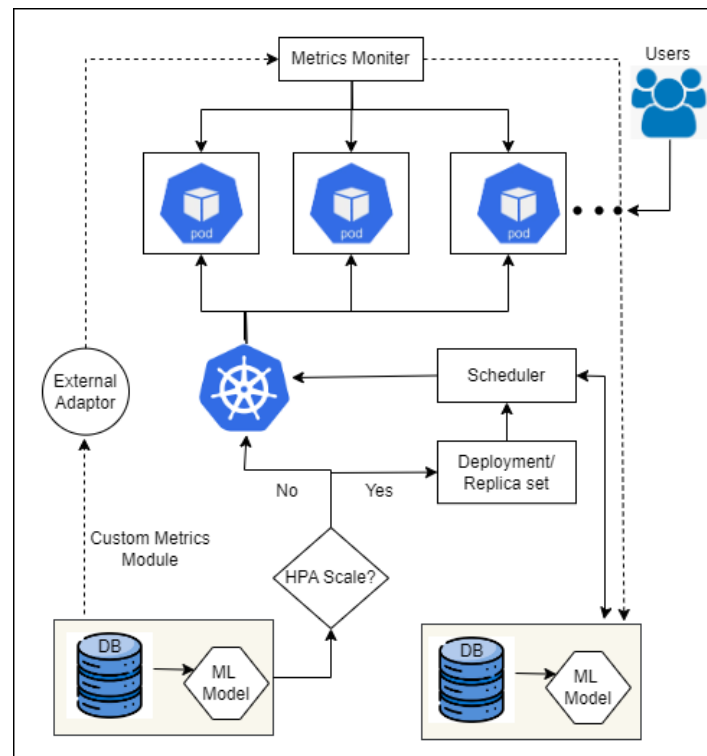 Users
Metrics Moniter
pod
pod
pod
External
Adaptor
Scheduler
Deployment/
Replica set
No
Yes
Custom Metrics
Module
HPA Scale?
DB
ML
Model
DB
ML
Model